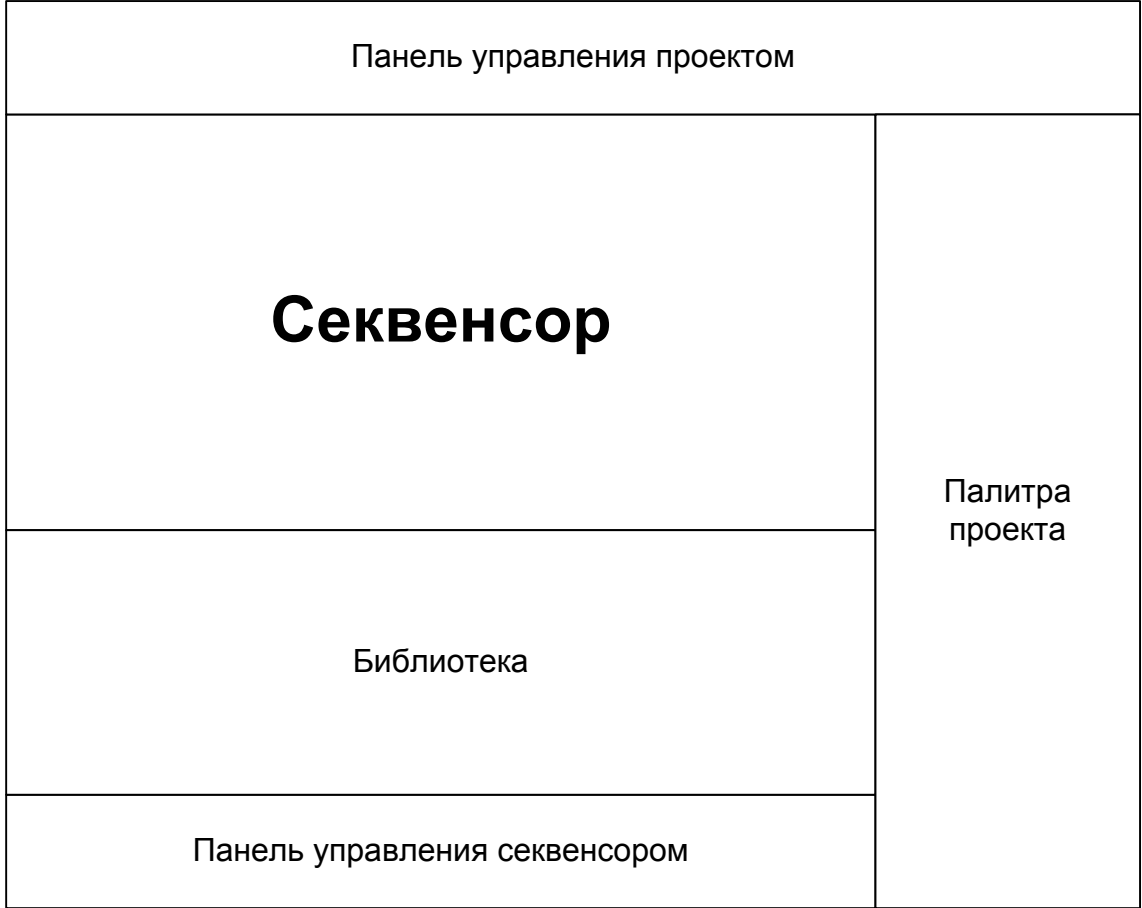 Панель управления проектом
Секвенсор
Палитра
проекта
Библиотека
Панель управления секвенсором